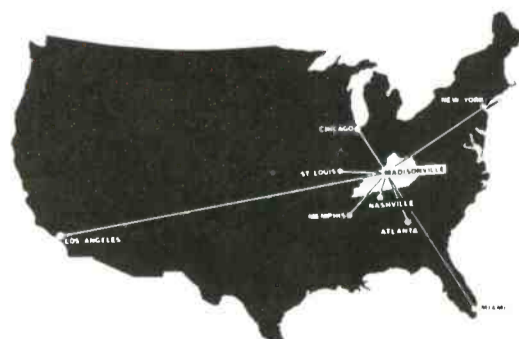 NEW YORK
CHICAGO
ST LOUIS
MADISONVILLE
NASHVILLE
MEMPHIS
ATLANTA
LOS ANGELES
MIAMI